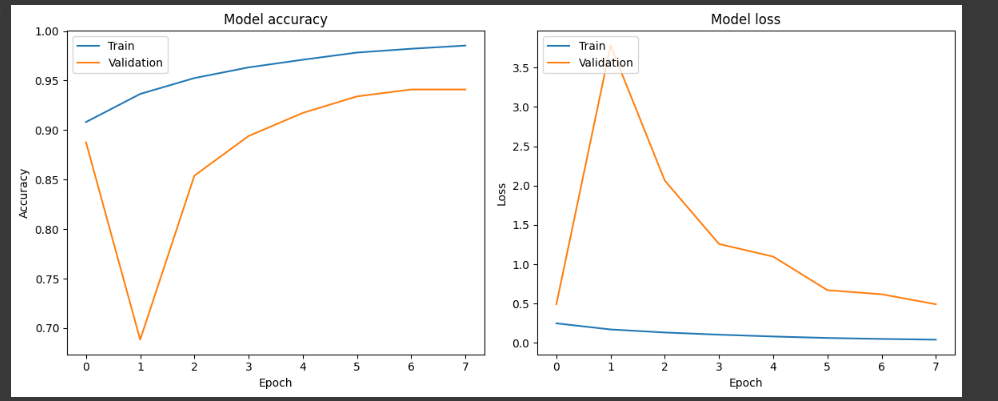 Model accuracy
Train
Validation
1.00
0.95
0.90
0.85
0.80
0.75
0.70
Accuracy
0 1 2 3 4 5 6 7
Epoch
Model loss
Train
Validation
3.5
3.0
2.5
2.0
1.5
1.0
0.5
0.0
Loss
0 1 2 3 4 5 6 7
Epoch